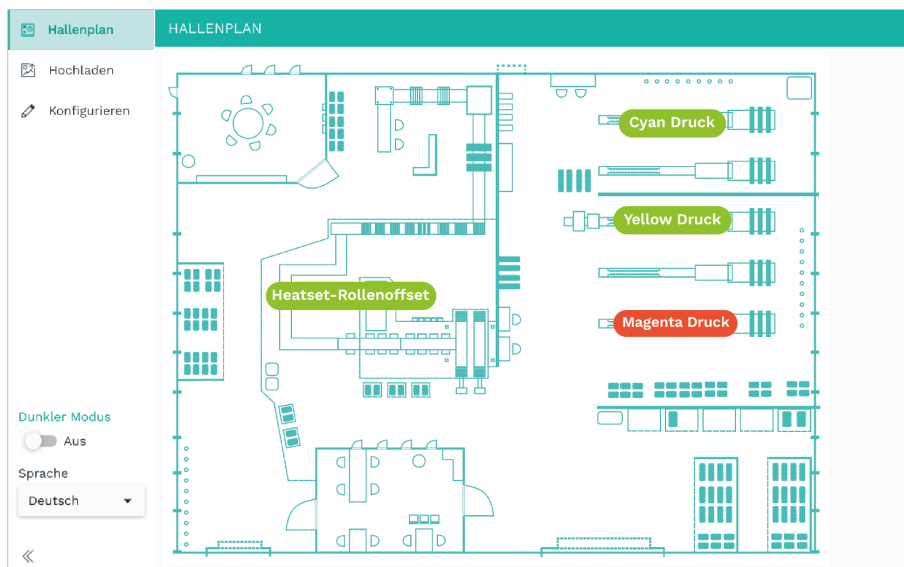 Hallenplan
HALLENPLAN
Hochladen
Konfigurieren
Cyan Druck
Yellow Druck
Heatset-Rollenoffset
Magenta Druck
Dunkler Modus
Aus
Sprache
Deutsch